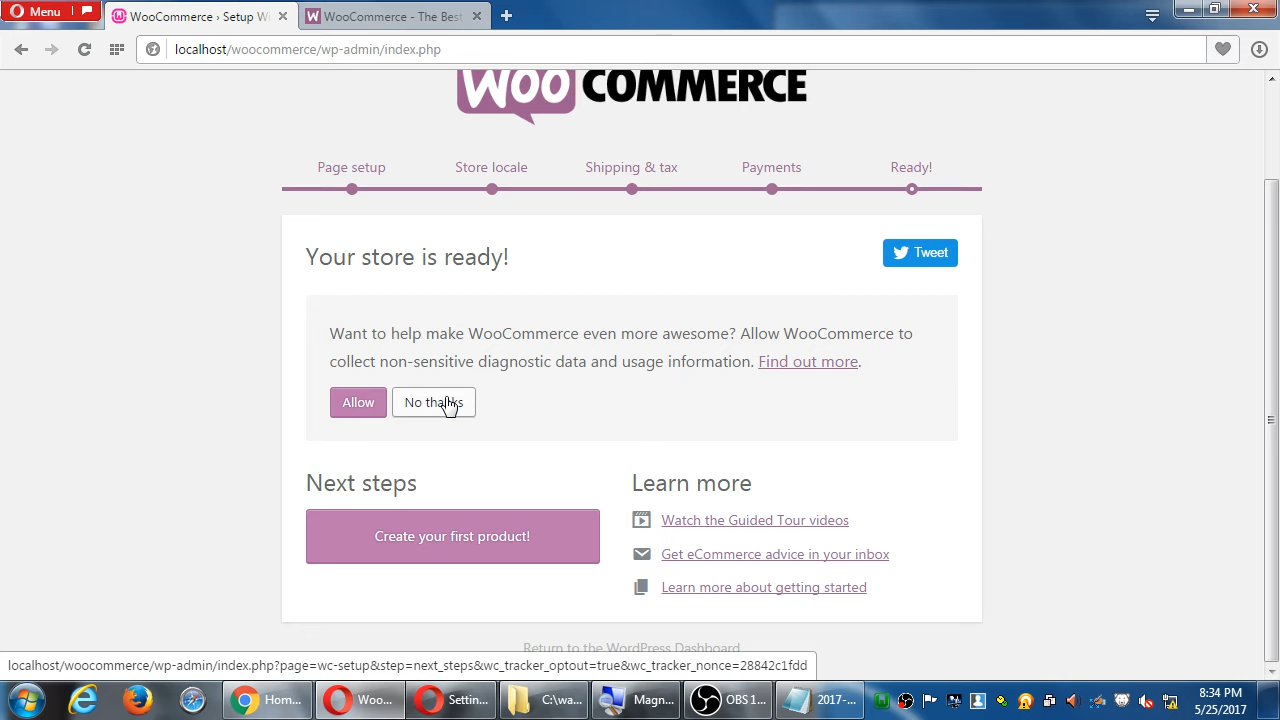 Menu
WooCommerce › Setup Wi
WooCommerce - The Best
localhost/woocommerce/wp-admin/index.php
WOO COMMERCE
Page setup
Store locale
Shipping & tax
Payments
Ready!
Your store is ready!
Tweet
Want to help make WooCommerce even more awesome? Allow WooCommerce to
collect non-sensitive diagnostic data and usage information. Find out more.
Allow
No thanks
Next steps
Learn more
Create your first product!
Watch the Guided Tour videos
Get eCommerce advice in your inbox
Learn more about getting started
Return to the WordPress Dashboard
localhost/woocommerce/wp-admin/index.php?page=wc-setup&step=next_steps&wc_tracker_optout=true&wc_tracker_nonce=28842c1fdd
Hom...
Woo...
Settin...
C:\wa...
Magn...
OBS 1...
2017-...
8:34 PM
5/25/2017